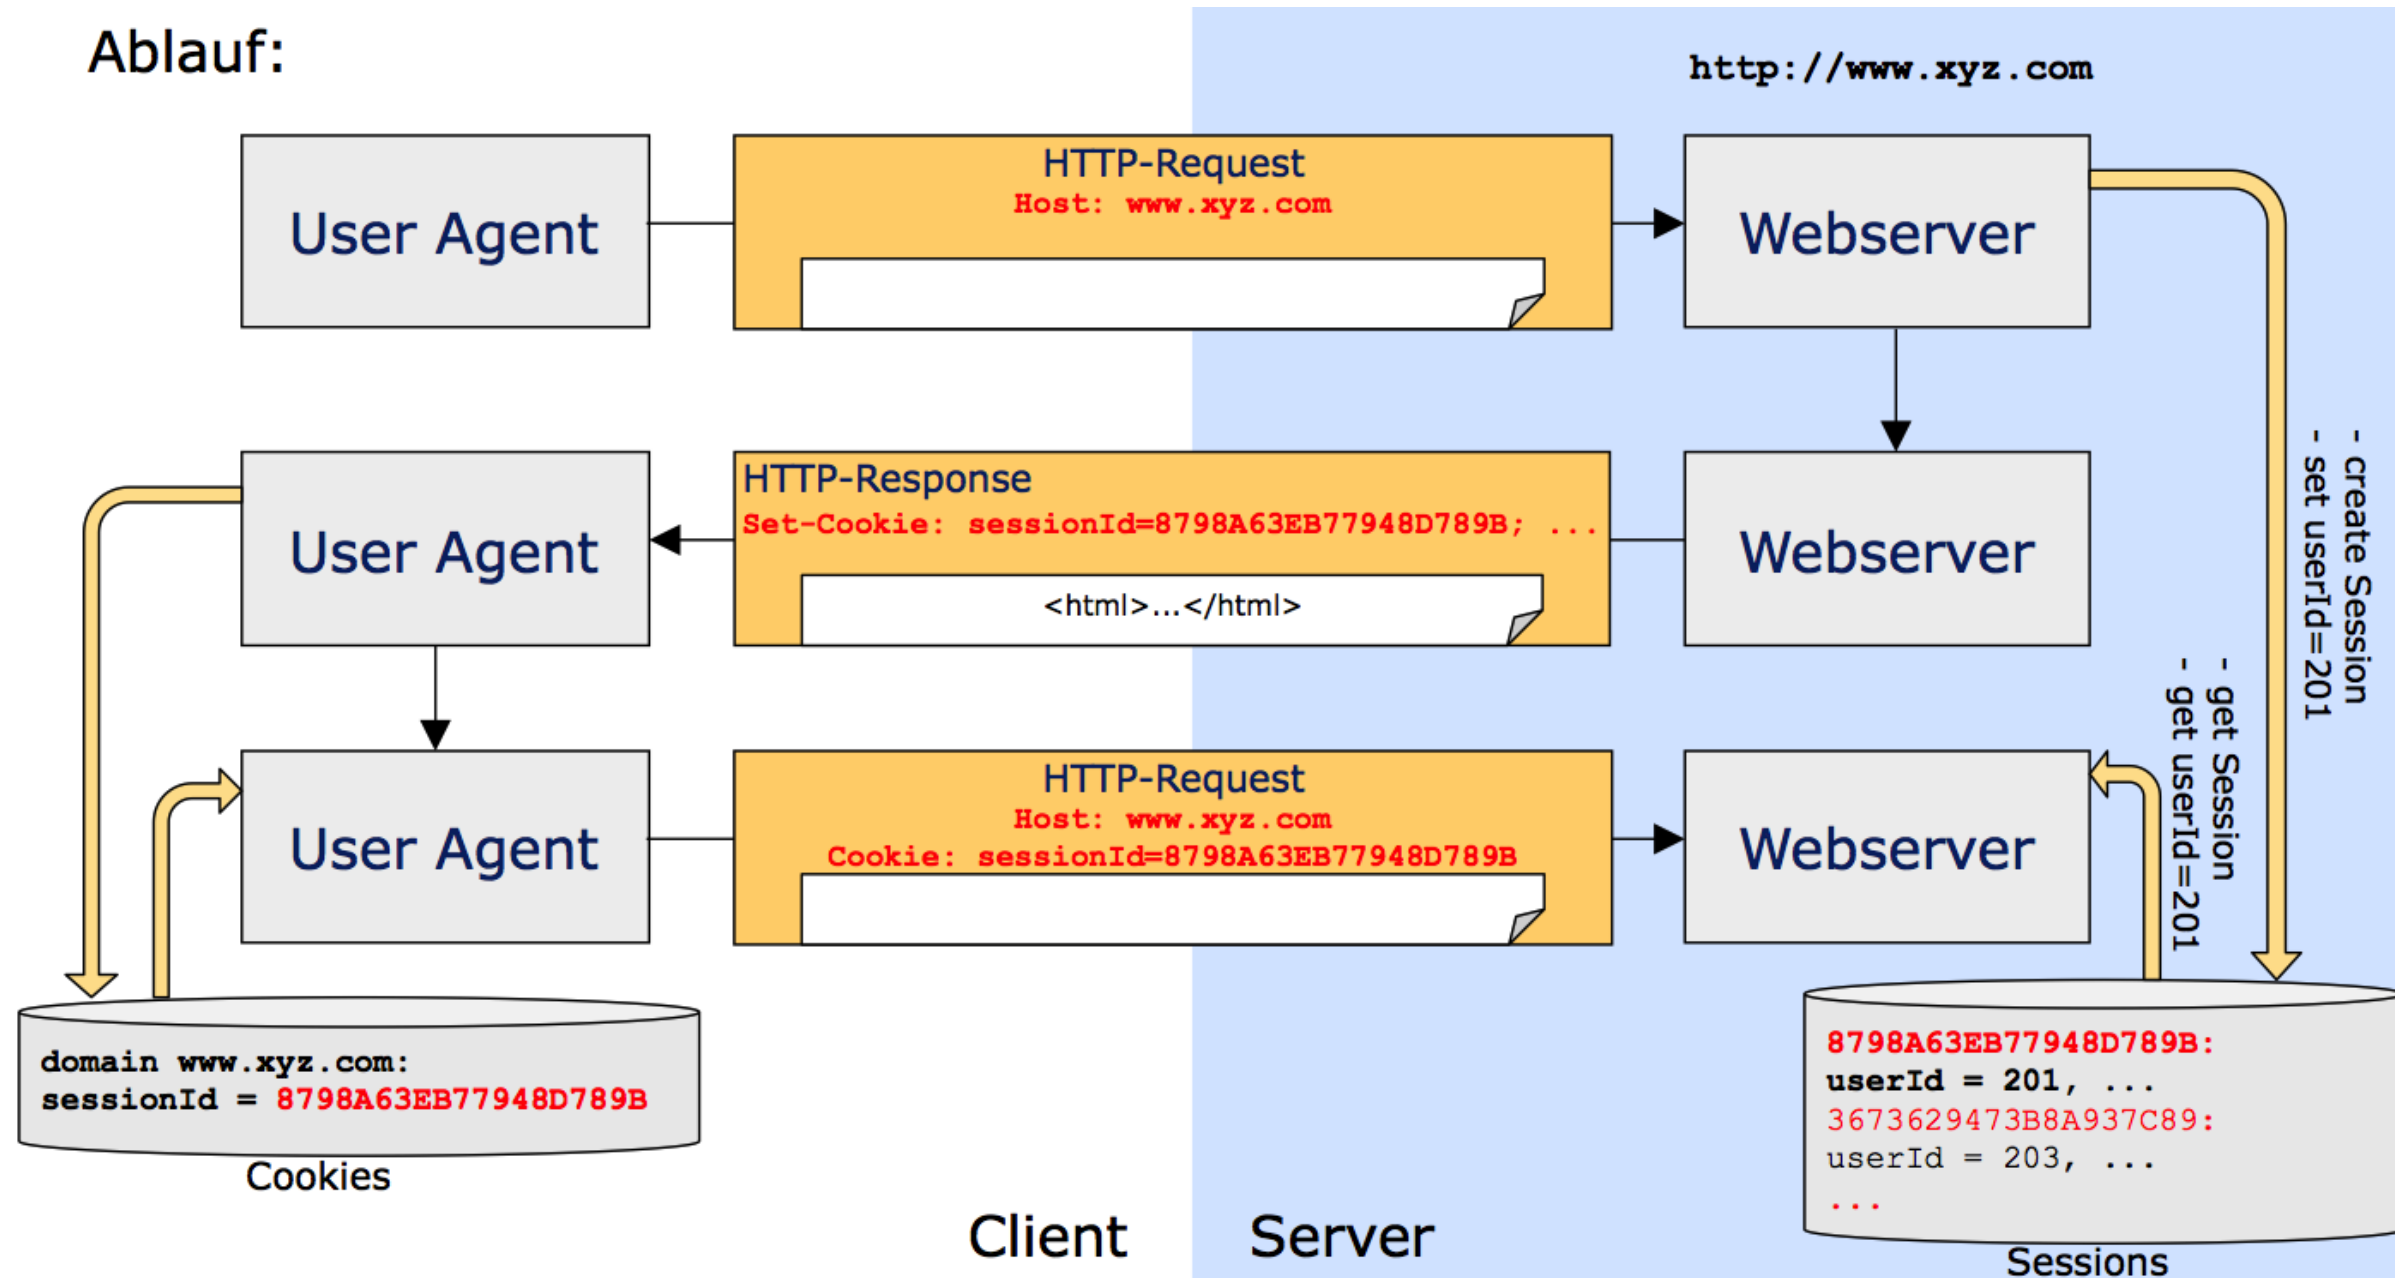 Ablauf:
http://www.xyz.com
User Agent
HTTP-Request
Host: www.xyz.com
Webserver
- create Session
- set userId=201
User Agent
HTTP-Response
Set-Cookie: sessionId=8798A63EB77948D789B; ...
<html>...</html>
Webserver
- get Session
- get userId=201
User Agent
HTTP-Request
Host: www.xyz.com
Cookie: sessionId=8798A63EB77948D789B
Webserver
domain www.xyz.com:
sessionId = 8798A63EB77948D789B
Cookies
8798A63EB77948D789B:
userId = 201, ...
3673629473B8A937C89:
userId = 203, ...
...
Sessions
Client
Server